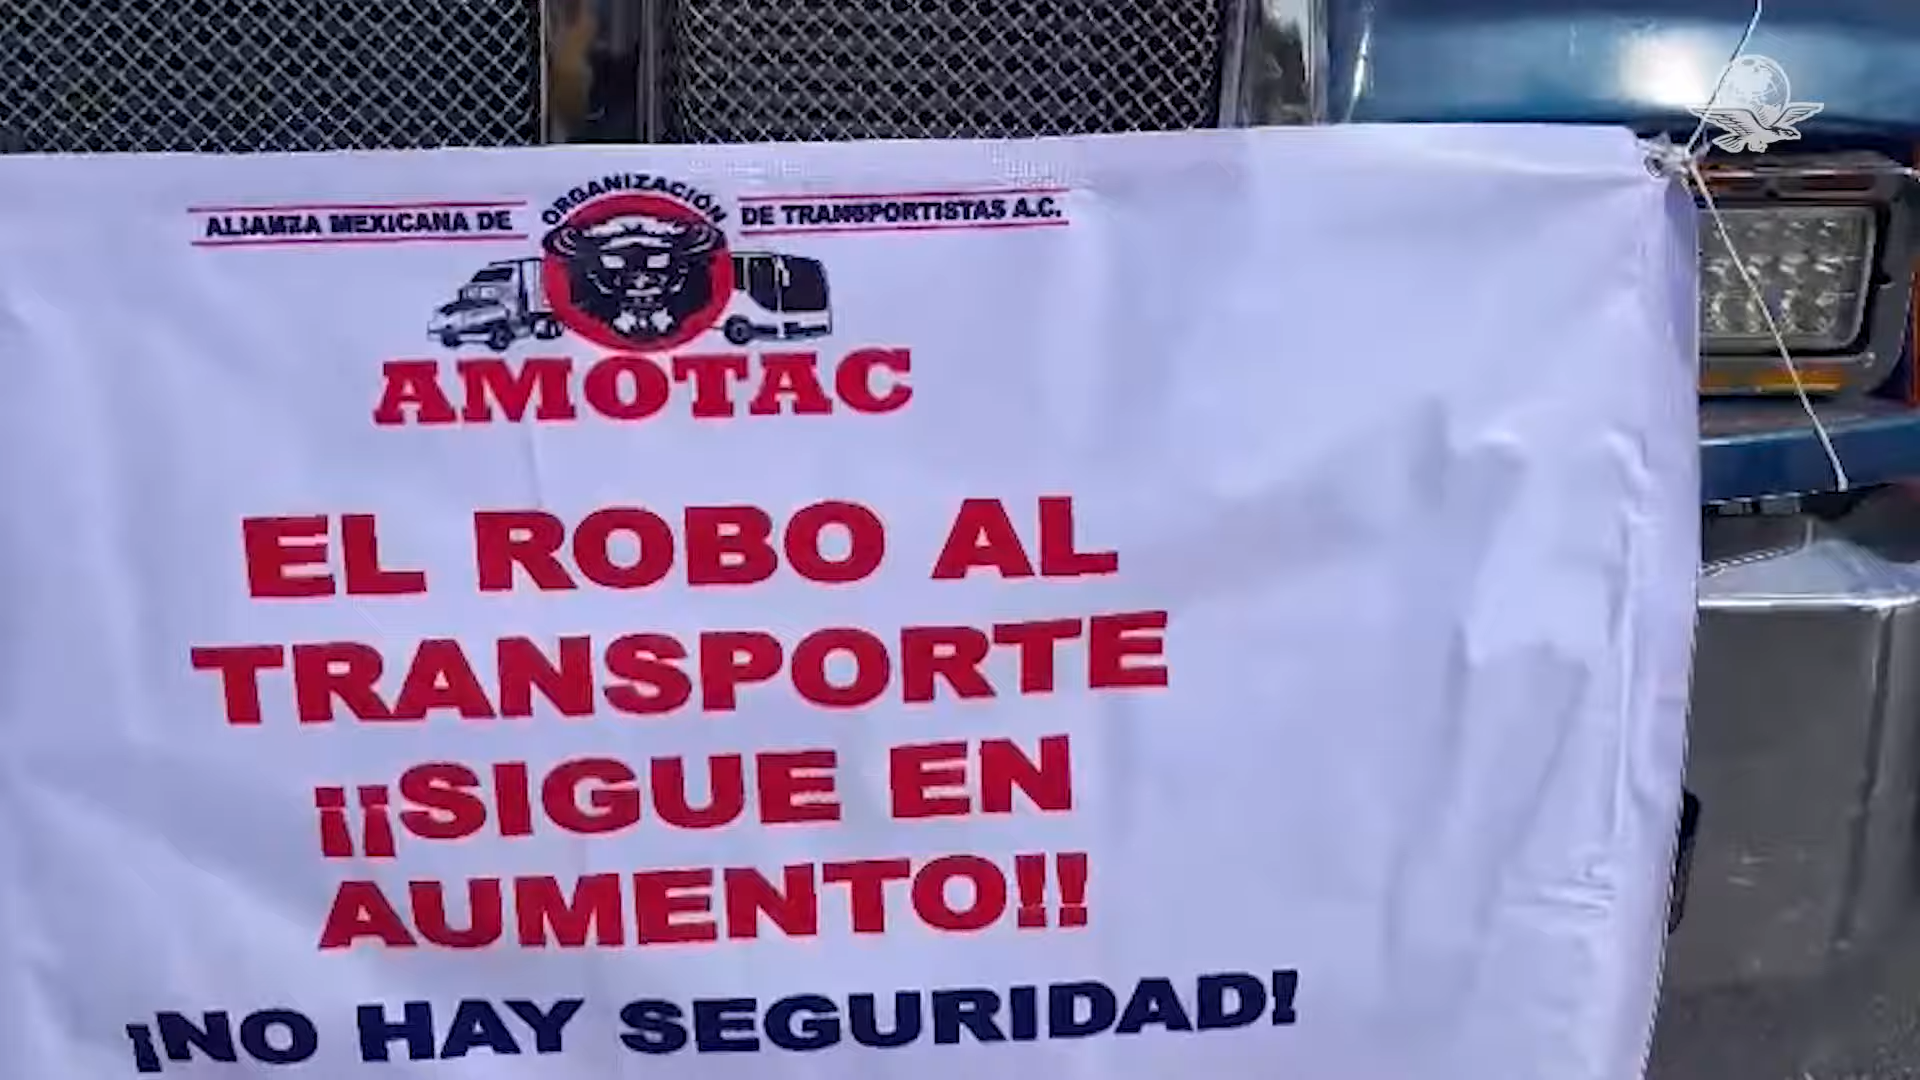 ALIANZA MEXICANA DE ORGANIZACIÓN DE TRANSPORTISTAS A.C.
AMOTAC
EL ROBO AL
TRANSPORTE
¡¡SIGUE EN
AUMENTO!!
¡NO HAY SEGURIDAD!